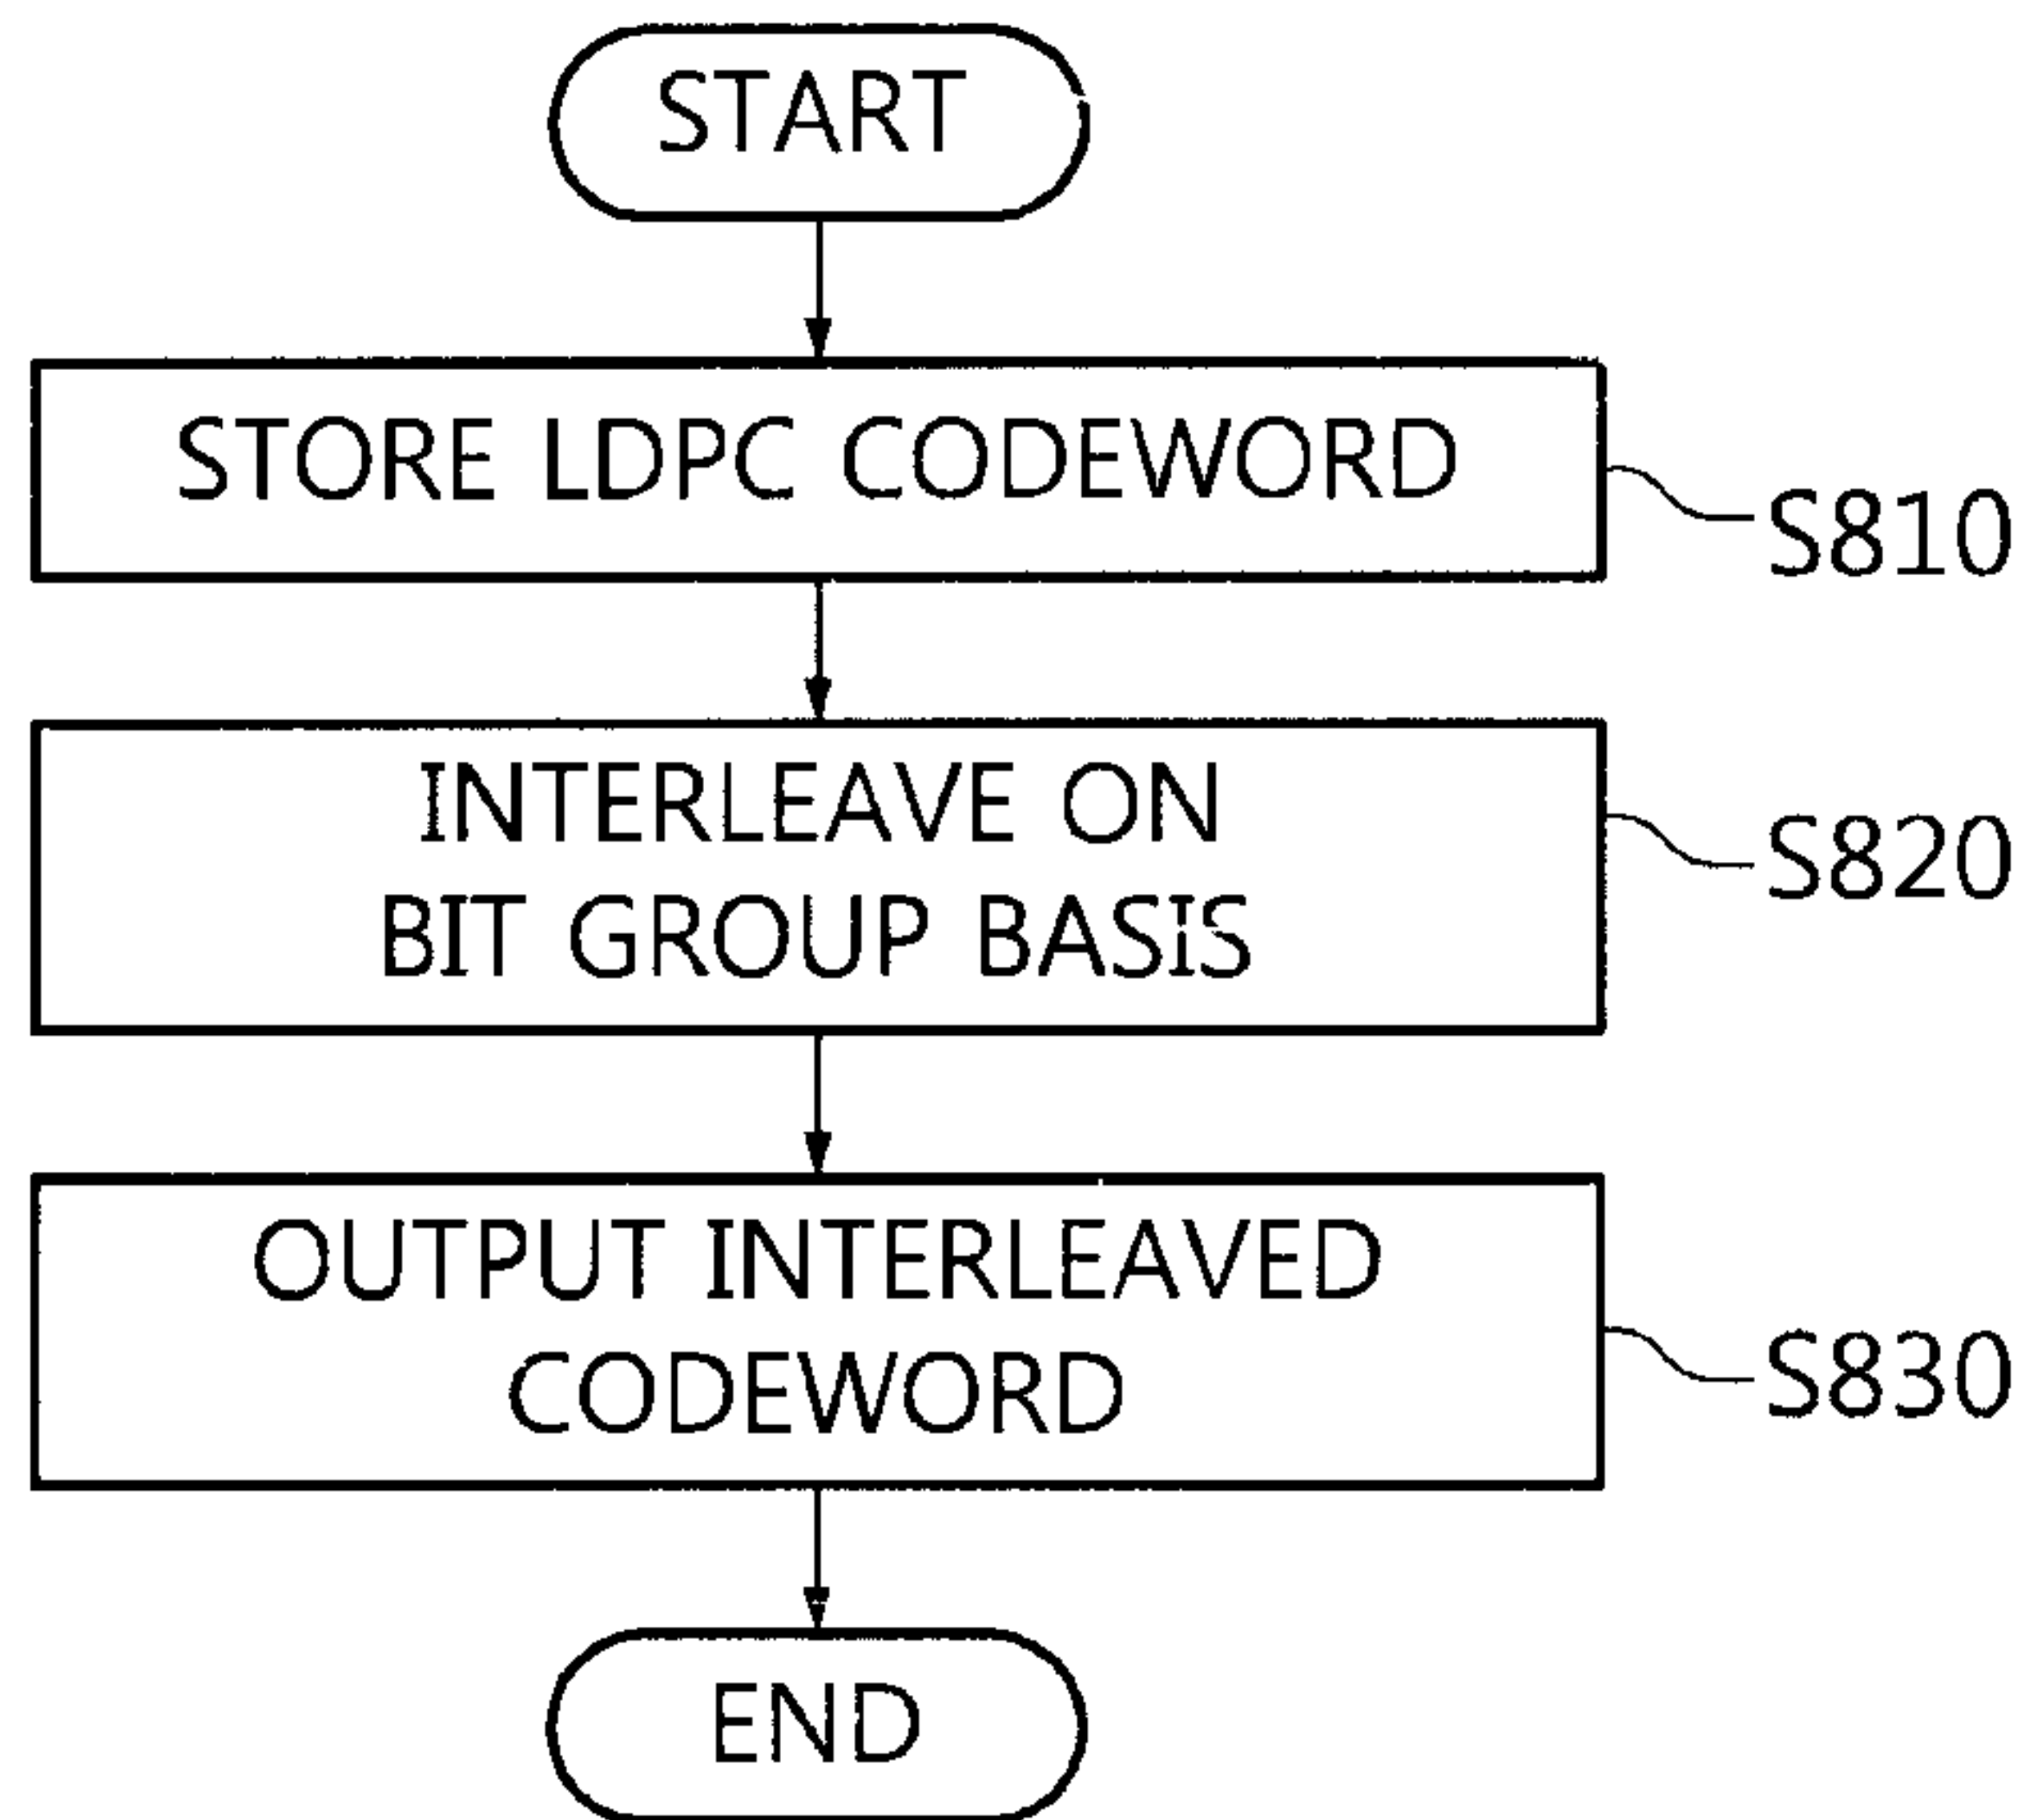 START
STORE LDPC CODEWORD
S810
INTERLEAVE ON
BIT GROUP BASIS
S820
OUTPUT INTERLEAVED
CODEWORD
S830
END